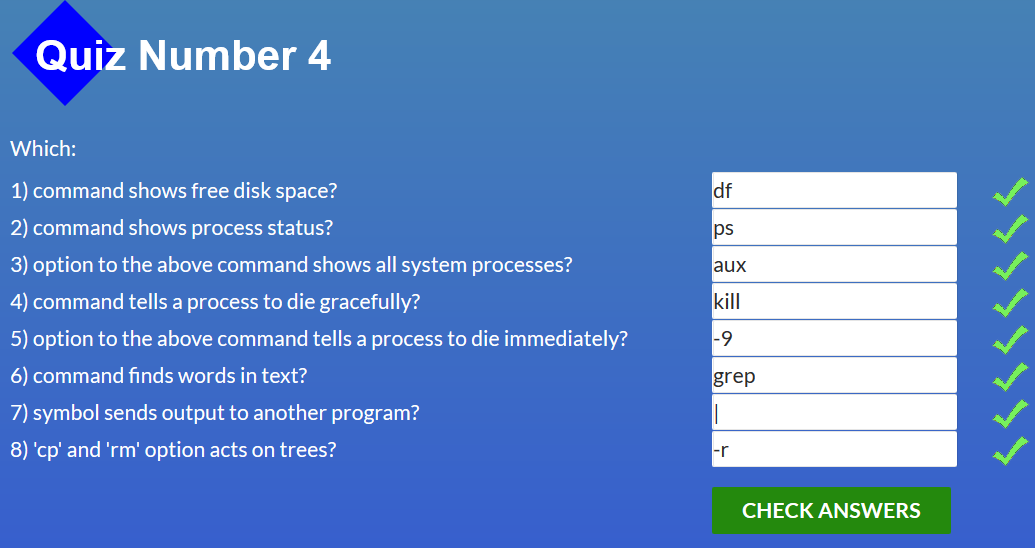 Quiz Number 4
Which:
1) command shows free disk space? df
2) command shows process status? ps
3) option to the above command shows all system processes? aux
4) command tells a process to die gracefully? kill
5) option to the above command tells a process to die immediately? -9
6) command finds words in text? grep
7) symbol sends output to another program? |
8) 'cp' and 'rm' option acts on trees? -r
CHECK ANSWERS